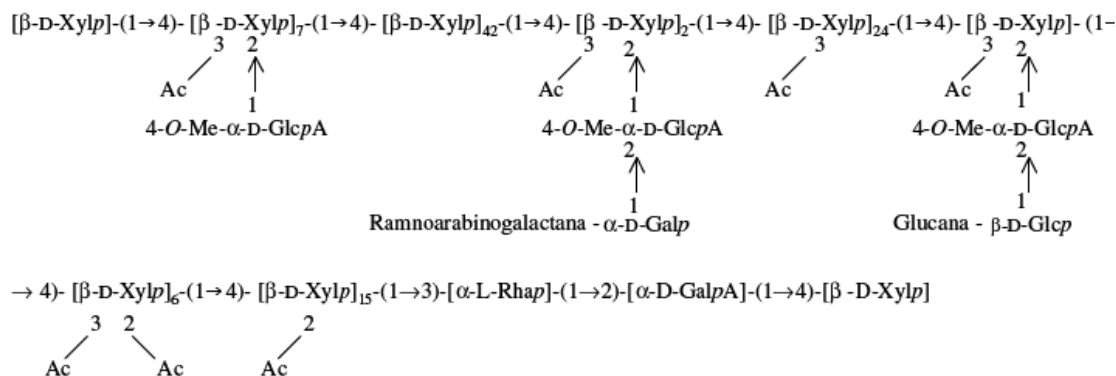 [β-D-Xylp]-(1→4)- [β -D-Xylp]₇-(1→4)- [β-D-Xylp]₄₂-(1→4)- [β -D-Xylp]₂-(1→4)- [β -D-Xylp]₂₄-(1→4)- [β -D-Xylp]- (1–
3 2 3 2 3 3 2
Ac Ac Ac Ac
1 1 1
4-O-Me-α-D-GlcpA 4-O-Me-α-D-GlcpA 4-O-Me-α-D-GlcpA
2 2
1 1
Ramnoarabinogalactana - α-D-Galp Glucana - β-D-Glcp
→ 4)- [β-D-Xylp]₆-(1→4)- [β-D-Xylp]₁₅-(1→3)-[α-L-Rhap]-(1→2)-[α-D-GalpA]-(1→4)-[β -D-Xylp]
3 2 2
Ac Ac Ac